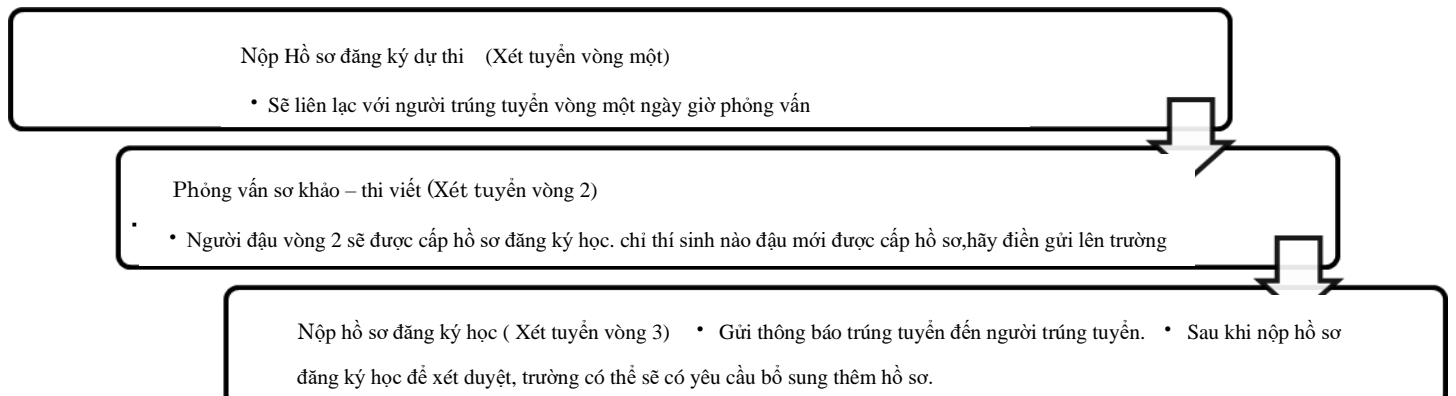 Nộp Hồ sơ đăng ký dự thi (Xét tuyển vòng một)
• Sẽ liên lạc với người trúng tuyển vòng một ngày giờ phỏng vấn
Phỏng vấn sơ khảo – thi viết (Xét tuyển vòng 2)
• Người đậu vòng 2 sẽ được cấp hồ sơ đăng ký học. chỉ thí sinh nào đậu mới được cấp hồ sơ,hãy điền gửi lên trường
Nộp hồ sơ đăng ký học ( Xét tuyển vòng 3) • Gửi thông báo trúng tuyển đến người trúng tuyển. • Sau khi nộp hồ sơ
đăng ký học để xét duyệt, trường có thể sẽ có yêu cầu bổ sung thêm hồ sơ.